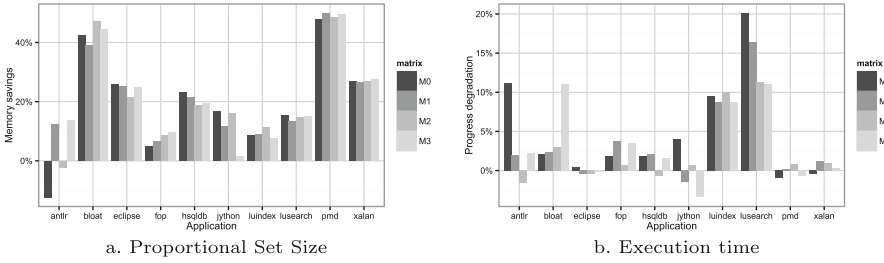 matrix
M0
M1
M2
M3
Memory savings
40%
20%
0%
antlr bloat eclipse fop hsqldb jython luindex lusearch pmd xalan
Application
a. Proportional Set Size
matrix
M
M
M
M
Progress degradation
20%
15%
10%
5%
0%
antlr bloat eclipse fop hsqldb jython luindex lusearch pmd xalan
Application
b. Execution time